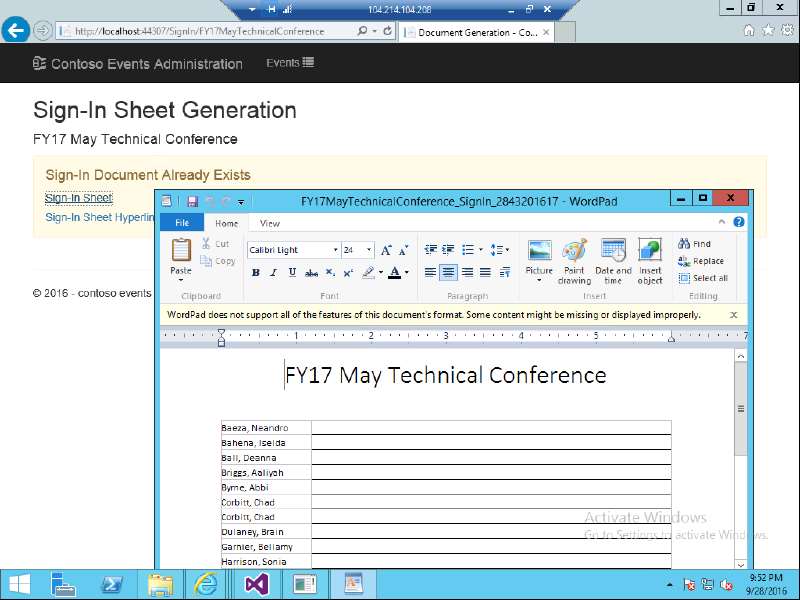 104.214.104.208
http://localhost:44307/SignIn/FY17MayTechnicalConference
Document Generation - Co...
Contoso Events Administration
Events
Sign-In Sheet Generation
FY17 May Technical Conference
Sign-In Document Already Exists
Sign-In Sheet
Sign-In Sheet Hyperlin
© 2016 - contoso events
FY17MayTechnicalConference_SignIn_2843201617 - WordPad
File Home View
Paste
Cut
Copy
Clipboard
Calibri Light 24
Font
Paragraph
Picture
Paint drawing
Date and time
Insert object
Insert
Find
Replace
Select all
Editing
WordPad does not support all of the features of this document's format. Some content might be missing or displayed improperly.
1 2 3 4 5 7
FY17 May Technical Conference
Baeza, Neandro
Bahena, Iselda
Ball, Deanna
Briggs, Aaliyah
Byrne, Abbi
Corbitt, Chad
Corbitt, Chad
Dulaney, Brain
Garnier, Bellamy
Harrison, Sonia
Activate Windows
Go to Settings to activate Windows.
9:52 PM
9/28/2016